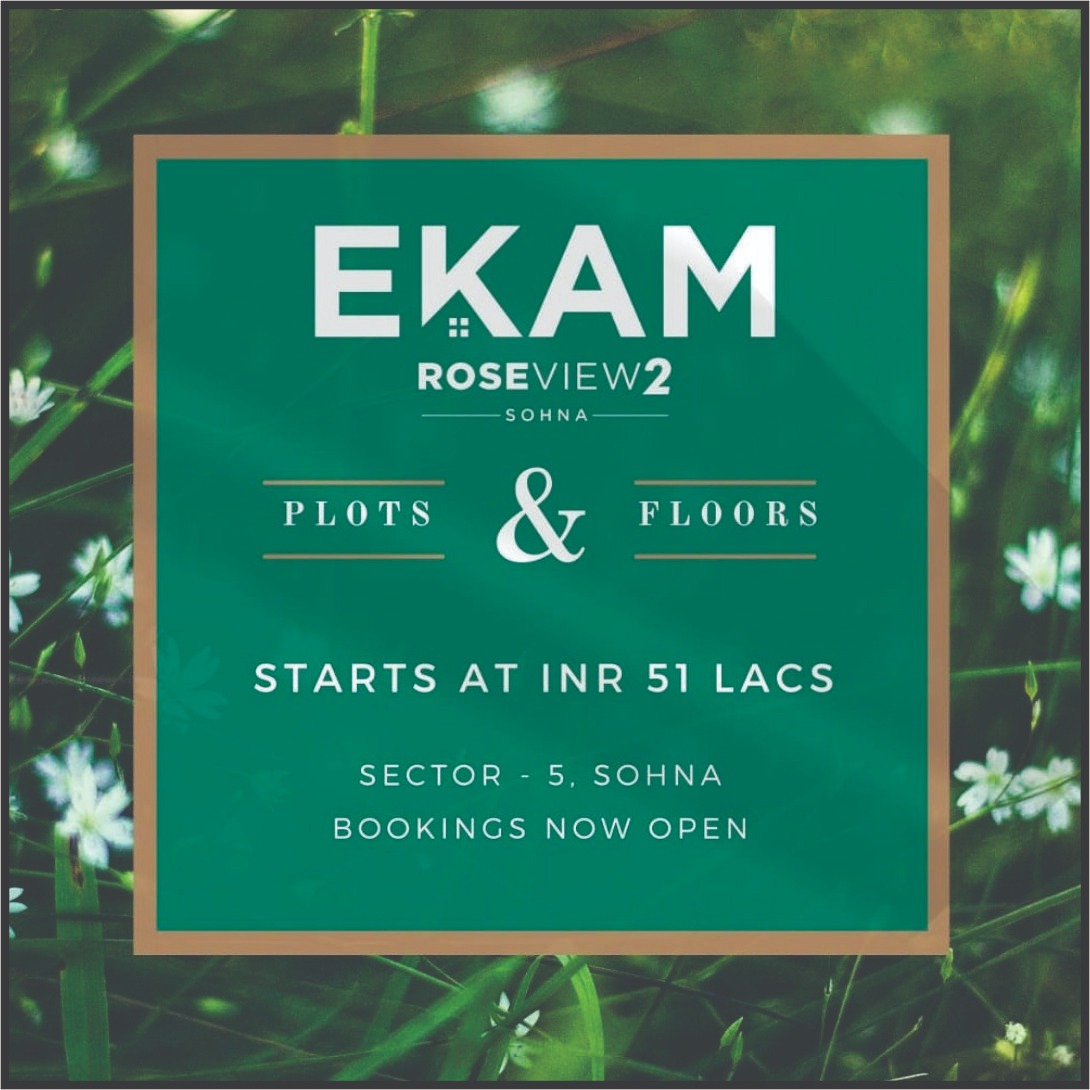 EKAM
ROSEVIEW2
SOHNA
PLOTS & FLOORS
STARTS AT INR 51 LACS
SECTOR - 5, SOHNA
BOOKINGS NOW OPEN